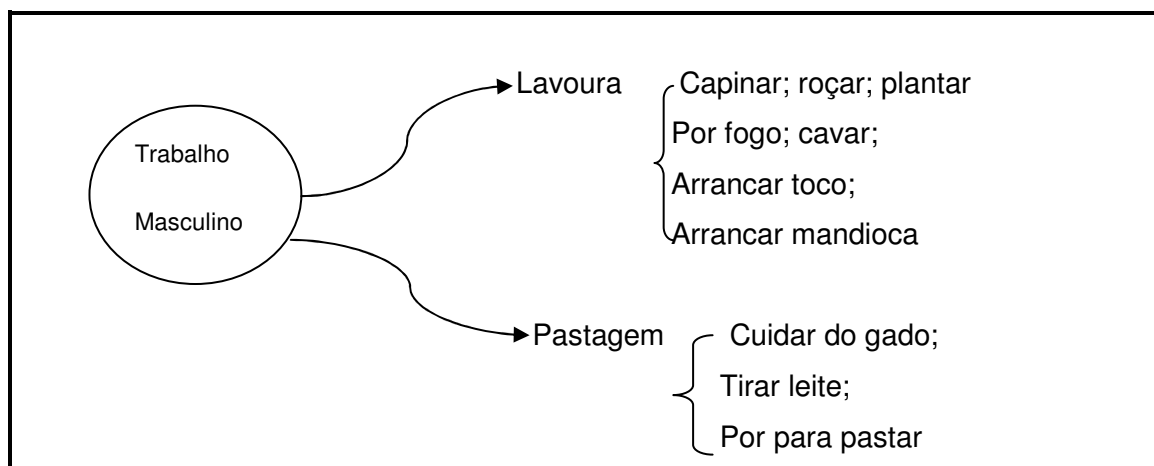 Trabalho
Masculino
Lavoura
Capinar; roçar; plantar
Por fogo; cavar;
Arrancar toco;
Arrancar mandioca
Pastagem
Cuidar do gado;
Tirar leite;
Por para pastar